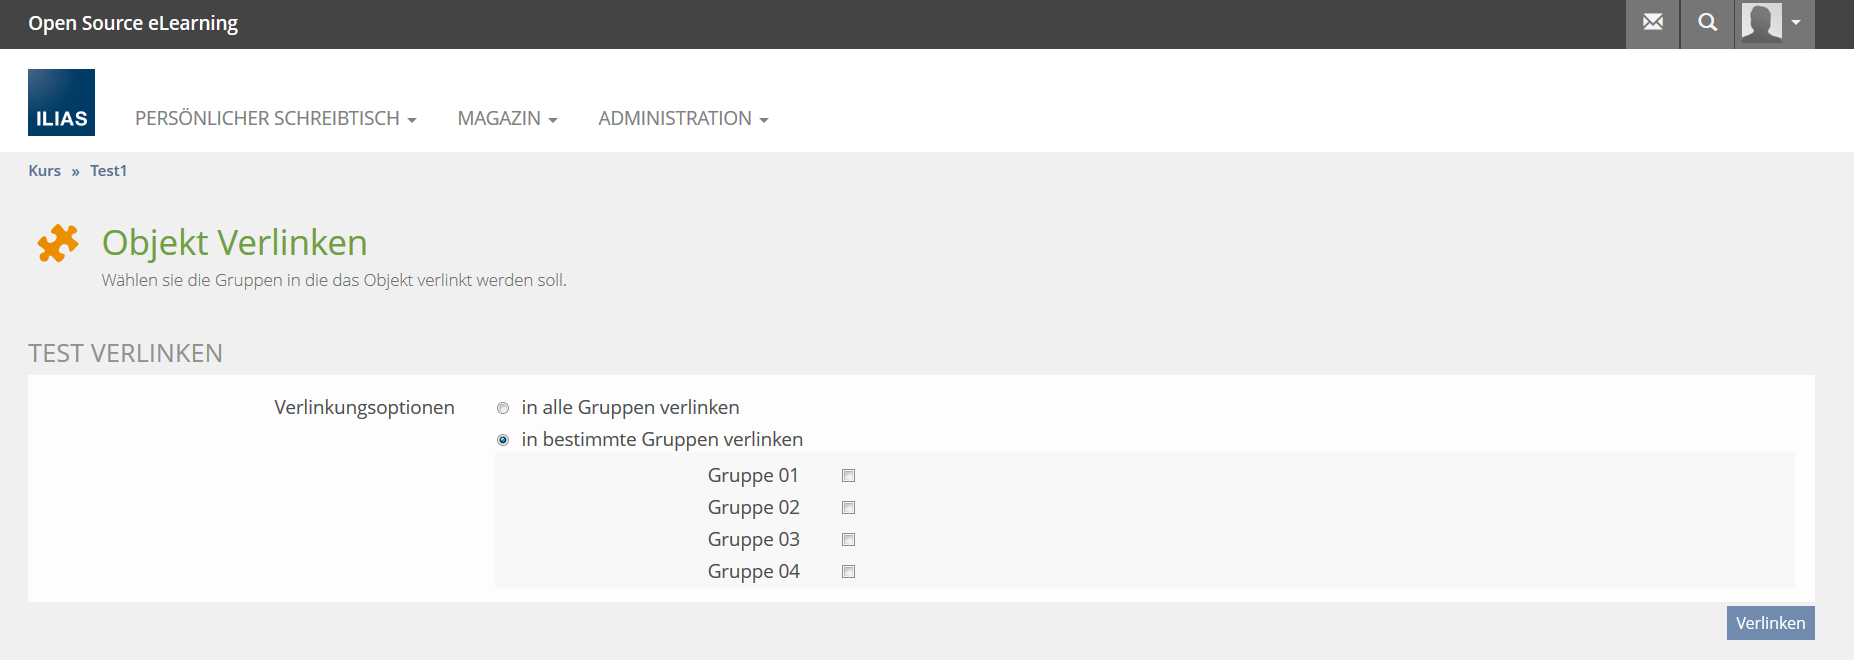 Open Source eLearning
ILIAS
PERSÖNLICHER SCHREIBTISCH MAGAZIN ADMINISTRATION
Kurs » Test1
Objekt Verlinken
Wählen sie die Gruppen in die das Objekt verlinkt werden soll.
TEST VERLINKEN
Verlinkungsoptionen in alle Gruppen verlinken
in bestimmte Gruppen verlinken
Gruppe 01
Gruppe 02
Gruppe 03
Gruppe 04
Verlinken